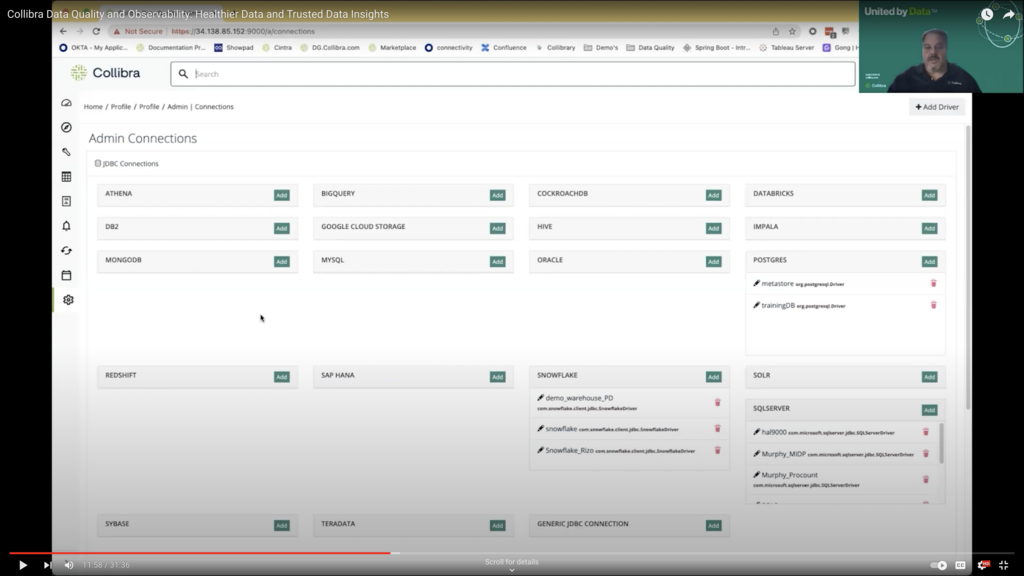 Collibra Data Quality and Observability: Healthier Data and Trusted Data Insights
United by Data
Not Secure https://34.138.85.152:9000/a/connections
OKTA - My Applic... Documentation Pr... Showpad Cintra DG.Collibra.com Marketplace connectivity Confluence Collibrary Demo's Data Quality Spring Boot - Intr... Tableau Server Gong | H
Collibra
Search
Collibra
Home / Profile / Profile / Admin | Connections
Add Driver
Admin Connections
JDBC Connections
ATHENA Add
BIGQUERY Add
COCKROACHDB Add
DATABRICKS Add
DB2 Add
GOOGLE CLOUD STORAGE Add
HIVE Add
IMPALA Add
MONGODB Add
MYSQL Add
ORACLE Add
POSTGRES Add
metastore org.postgresql.Driver
trainingDB org.postgresql.Driver
REDSHIFT Add
SAP HANA Add
SNOWFLAKE Add
demo_warehouse_PD
com.snowflake.client.jdbc.SnowflakeDriver
snowflake com.snowflake.client.jdbc.SnowflakeDriver
Snowflake_Rizo com.snowflake.client.jdbc.SnowflakeDriver
SOLR Add
SQLSERVER Add
hal9000 com.microsoft.sqlserver.jdbc.SQLServerDriver
Murphy_MIDP com.microsoft.sqlserver.jdbc.SQLServerDriver
Murphy_Procount
com.microsoft.sqlserver.jdbc.SQLServerDriver
SYBASE Add
TERADATA Add
GENERIC JDBC CONNECTION Add
11:58 / 31:36
Scroll for details